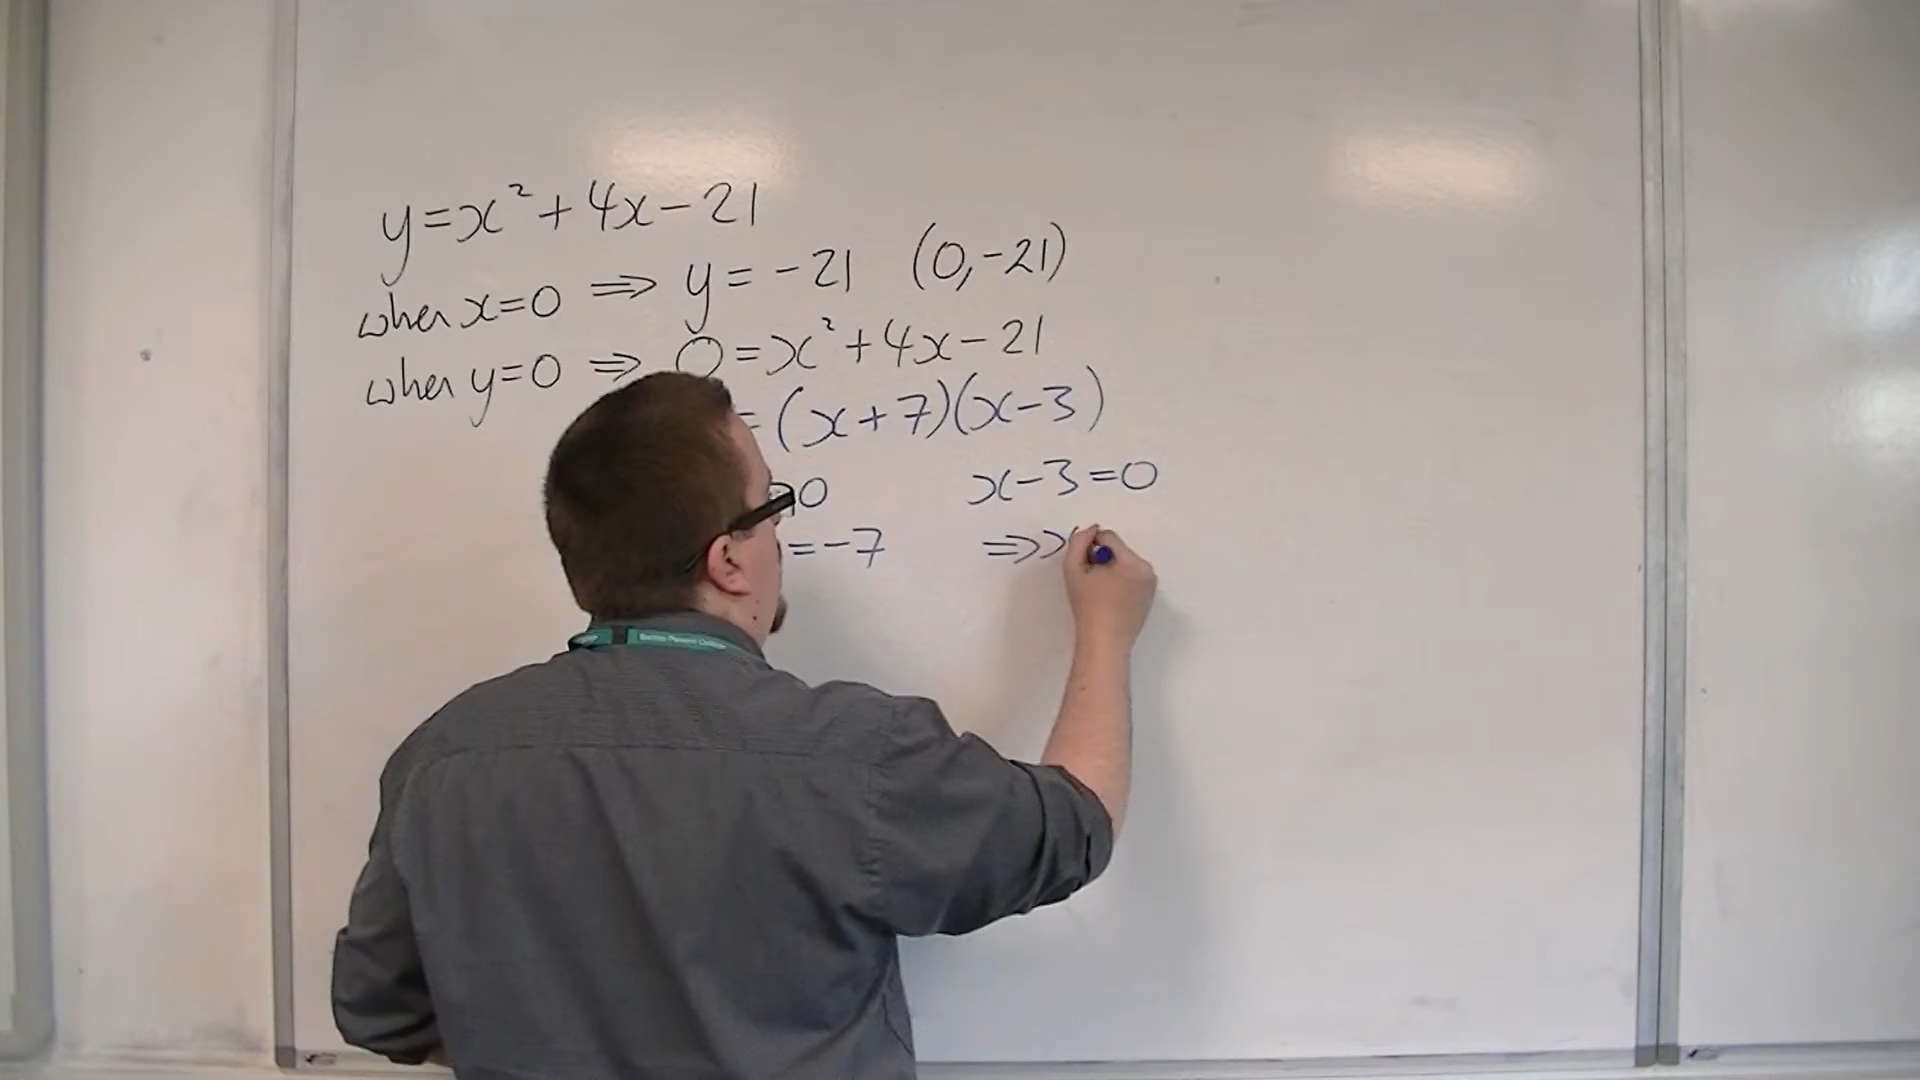 y=x²+4x-21
when x=0 ⇒ y=-21 (0,-21)
when y=0 ⇒ 0=x²+4x-21
=(x+7)(x-3)
0 x-3=0
=-7 ⇒x